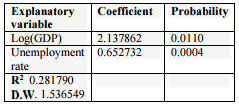 Explanatory variable Coefficient Probability
Log(GDP) 2.137862 0.0110
Unemployment rate 0.652732 0.0004
R² 0.281790
D.W. 1.536549